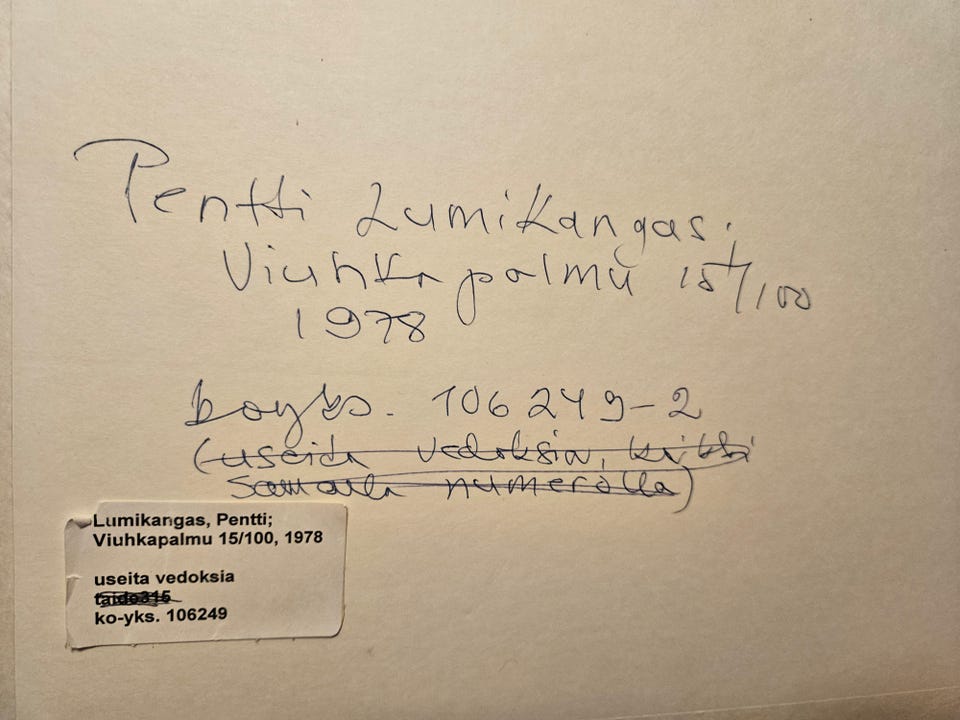 Pentti Lumikangas.
Viuhkapalmu 15/100
1978
koyks. 106249-2
(useita vedoksia, kaikki
samalla numerolla)
Lumikangas, Pentti;
Viuhkapalmu 15/100, 1978
useita vedoksia
taido315
ko-yks. 106249